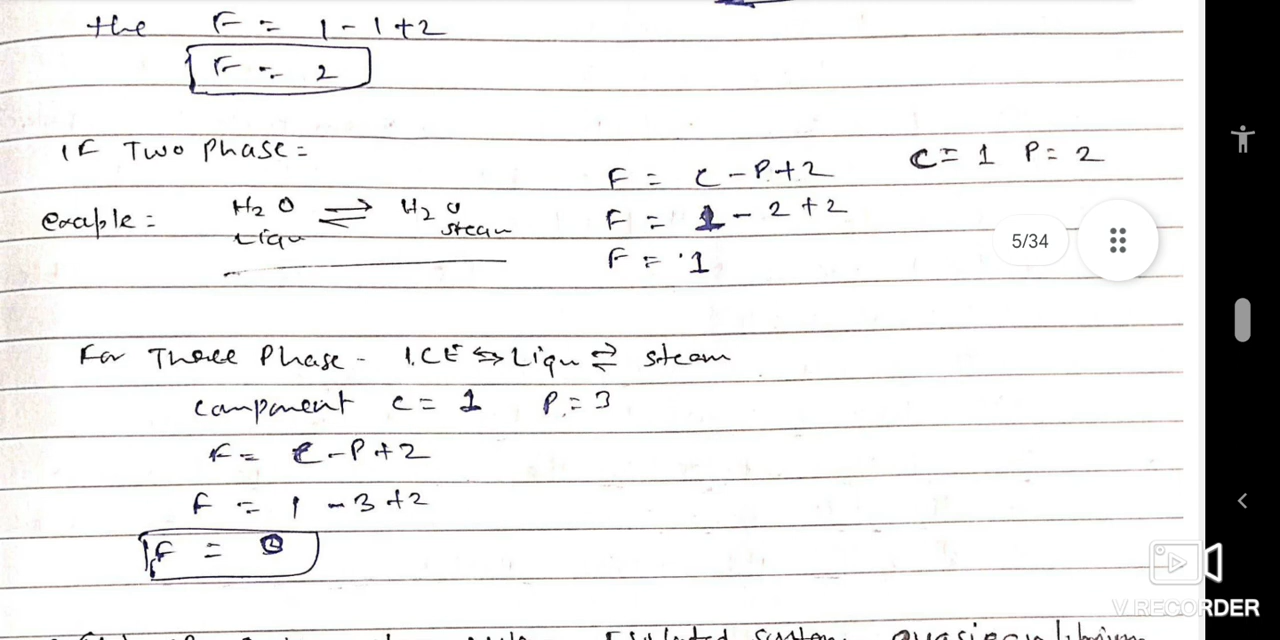 the F = 1 - 1 + 2
F = 2
IF Two Phase =
F = C - P + 2 C = 1 P = 2
exaple = H2O ⇌ H2O F = 1 - 2 + 2
Liqu steam
5/34
F = 1
For Three Phase - ICE ⇔ Liqu ⇌ steam
component C = 1 P = 3
F = C - P + 2
F = 1 - 3 + 2
F = 0
V RECORDER